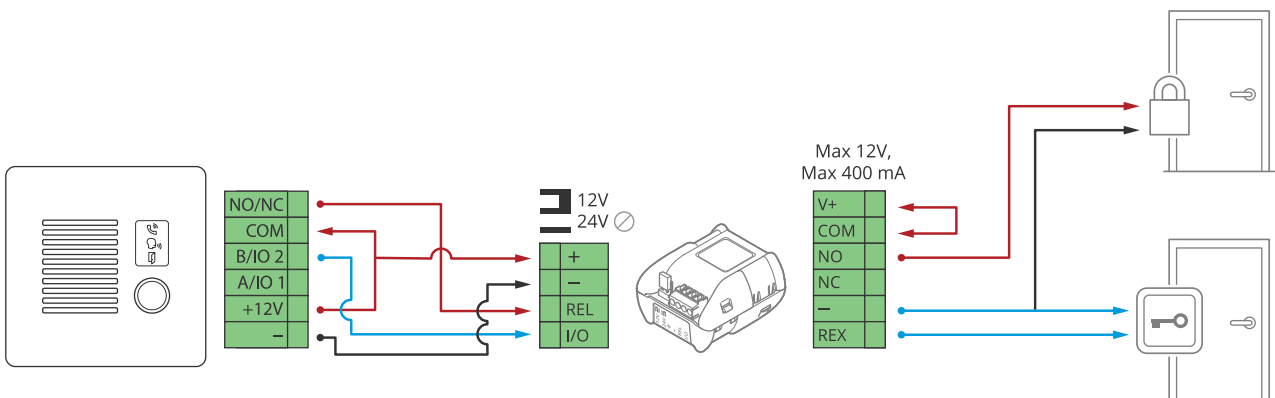 NO/NC
COM
B/IO 2
A/IO 1
+12V
–
12V
24V
+
–
REL
I/O
Max 12V,
Max 400 mA
V+
COM
NO
NC
–
REX